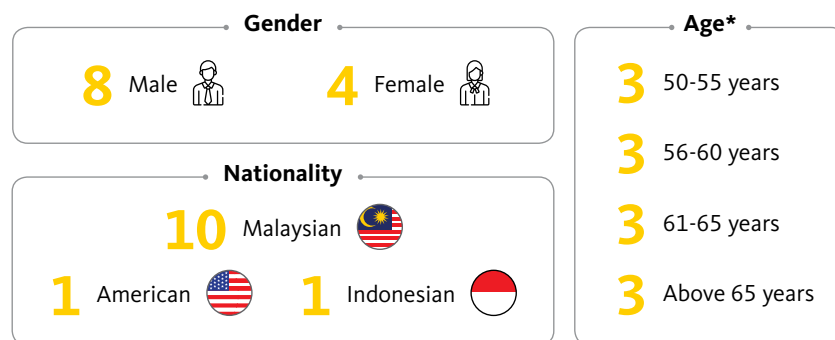 Gender
8 Male
4 Female
Nationality
10 Malaysian
1 American
1 Indonesian
Age*
3 50-55 years
3 56-60 years
3 61-65 years
3 Above 65 years